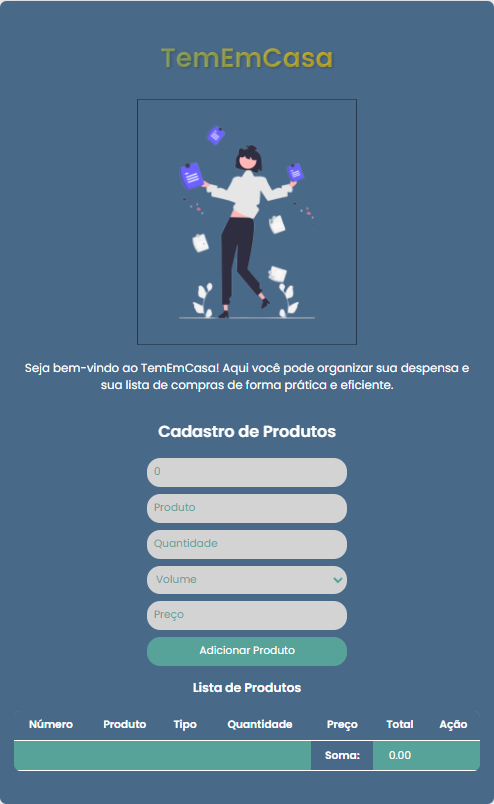 TemEmCasa
Seja bem-vindo ao TemEmCasa! Aqui você pode organizar sua despensa e
sua lista de compras de forma prática e eficiente.
Cadastro de Produtos
0
Produto
Quantidade
Volume
Preço
Adicionar Produto
Lista de Produtos
Número Produto Tipo Quantidade Preço Total Ação
Soma: 0.00